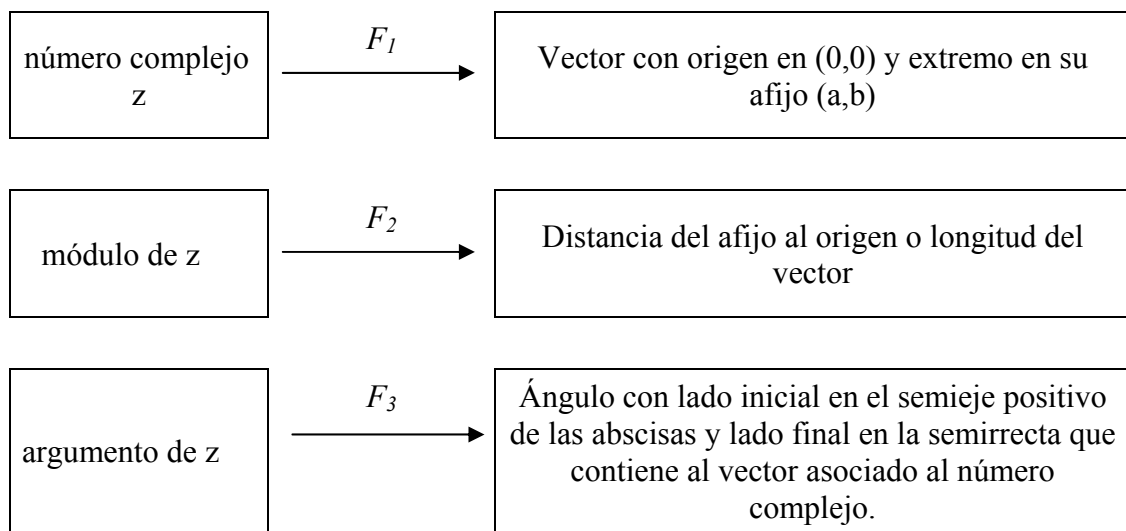 número complejo
z
F1
Vector con origen en (0,0) y extremo en su
afijo (a,b)
módulo de z
F2
Distancia del afijo al origen o longitud del
vector
argumento de z
F3
Ángulo con lado inicial en el semieje positivo
de las abscisas y lado final en la semirrecta que
contiene al vector asociado al número
complejo.